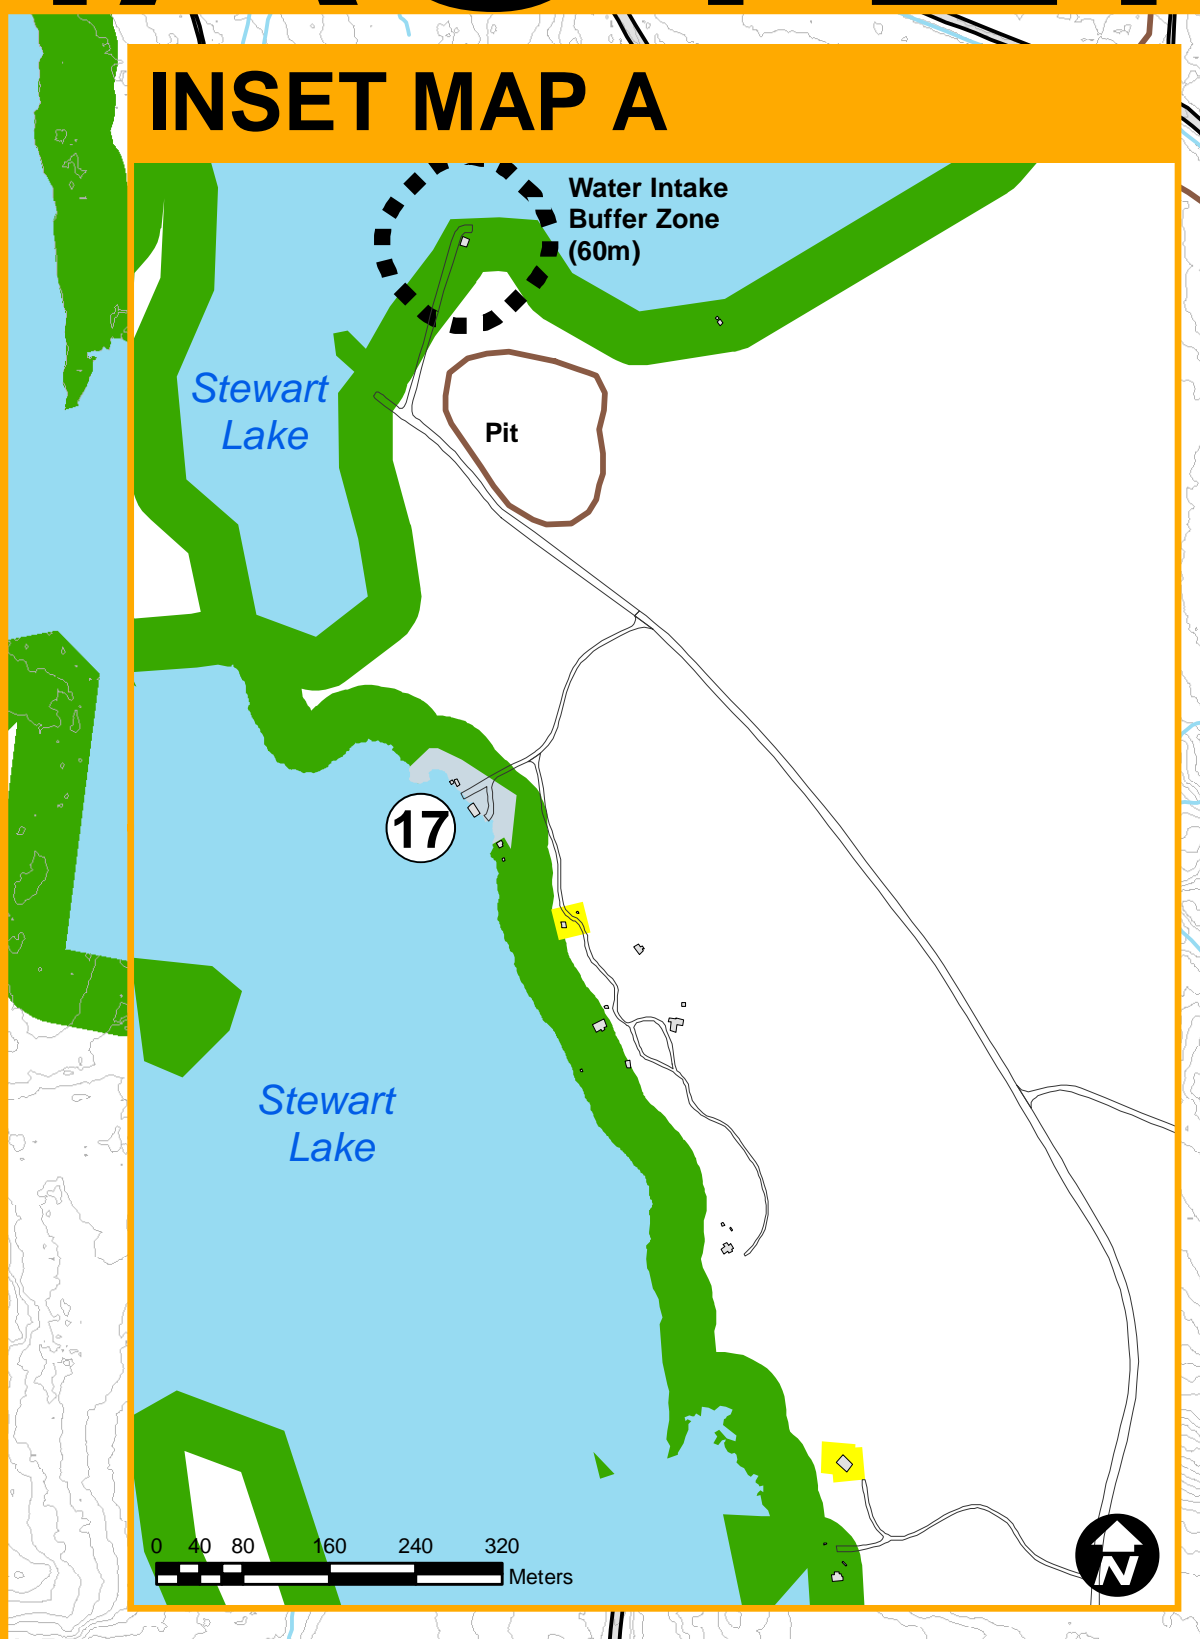 INSET MAP A
Water Intake
Buffer Zone
(60m)
Stewart
Lake
Pit
17
Stewart
Lake
0 40 80 160 240 320
Meters
N